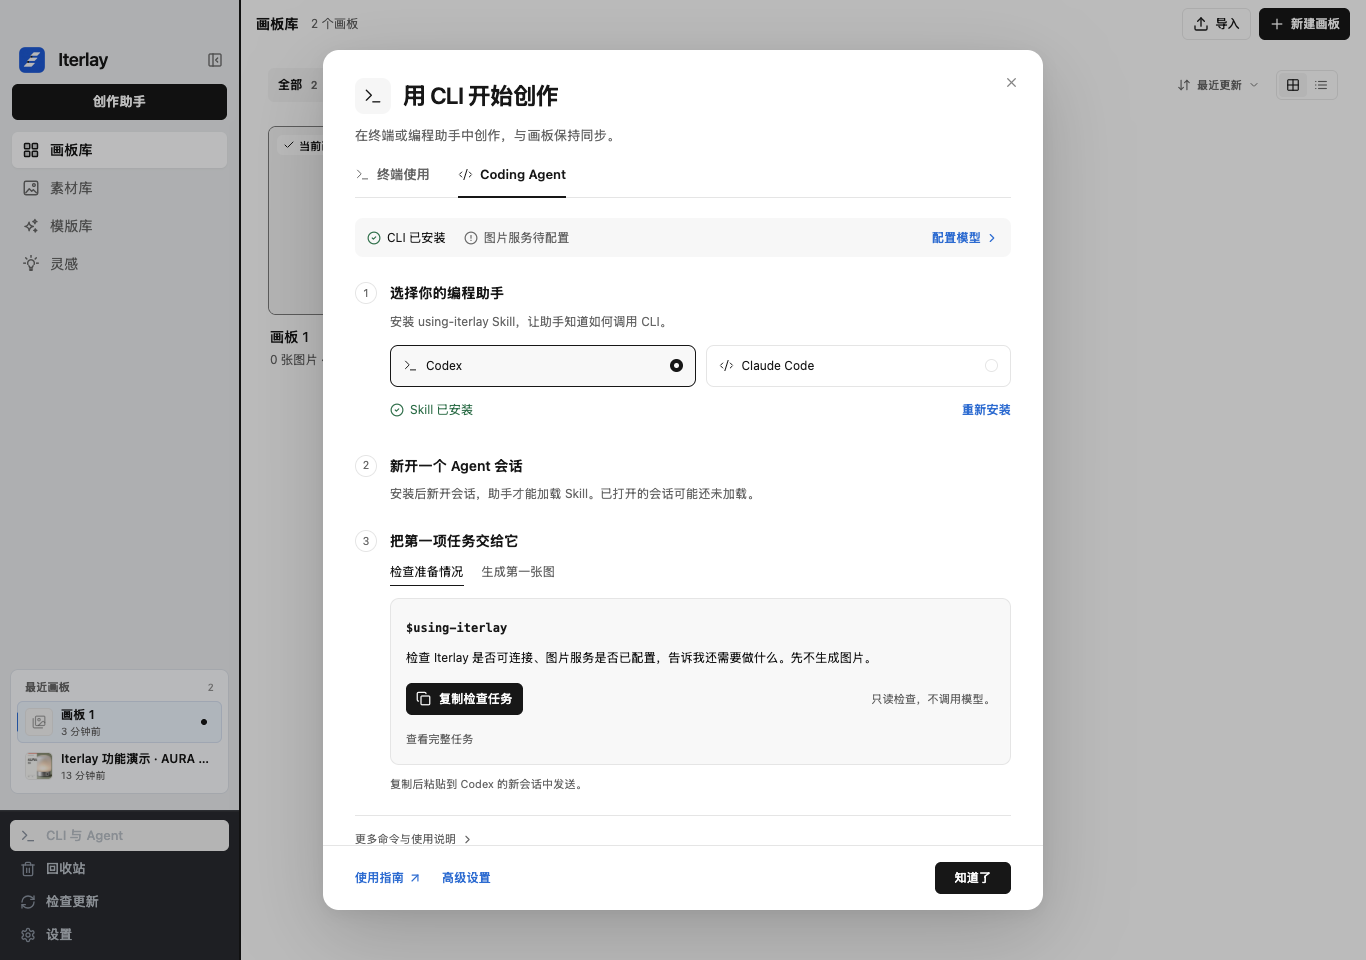 Iterlay
创作助手
画板库
素材库
模版库
灵感
最近画板 2
画板 1
3 分钟前
Iterlay 功能演示 · AURA ...
13 分钟前
CLI 与 Agent
回收站
检查更新
设置
画板库 2 个画板
导入
新建画板
全部 2
最近更新
当前
画板 1
0 张图片 ·
用 CLI 开始创作
在终端或编程助手中创作，与画板保持同步。
终端使用
Coding Agent
CLI 已安装
图片服务待配置
配置模型
1 选择你的编程助手
安装 using-iterlay Skill，让助手知道如何调用 CLI。
Codex
Claude Code
Skill 已安装
重新安装
2 新开一个 Agent 会话
安装后新开会话，助手才能加载 Skill。已打开的会话可能还未加载。
3 把第一项任务交给它
检查准备情况 生成第一张图
$using-iterlay
检查 Iterlay 是否可连接、图片服务是否已配置，告诉我还需要做什么。先不生成图片。
复制检查任务
只读检查，不调用模型。
查看完整任务
复制后粘贴到 Codex 的新会话中发送。
更多命令与使用说明
使用指南
高级设置
知道了